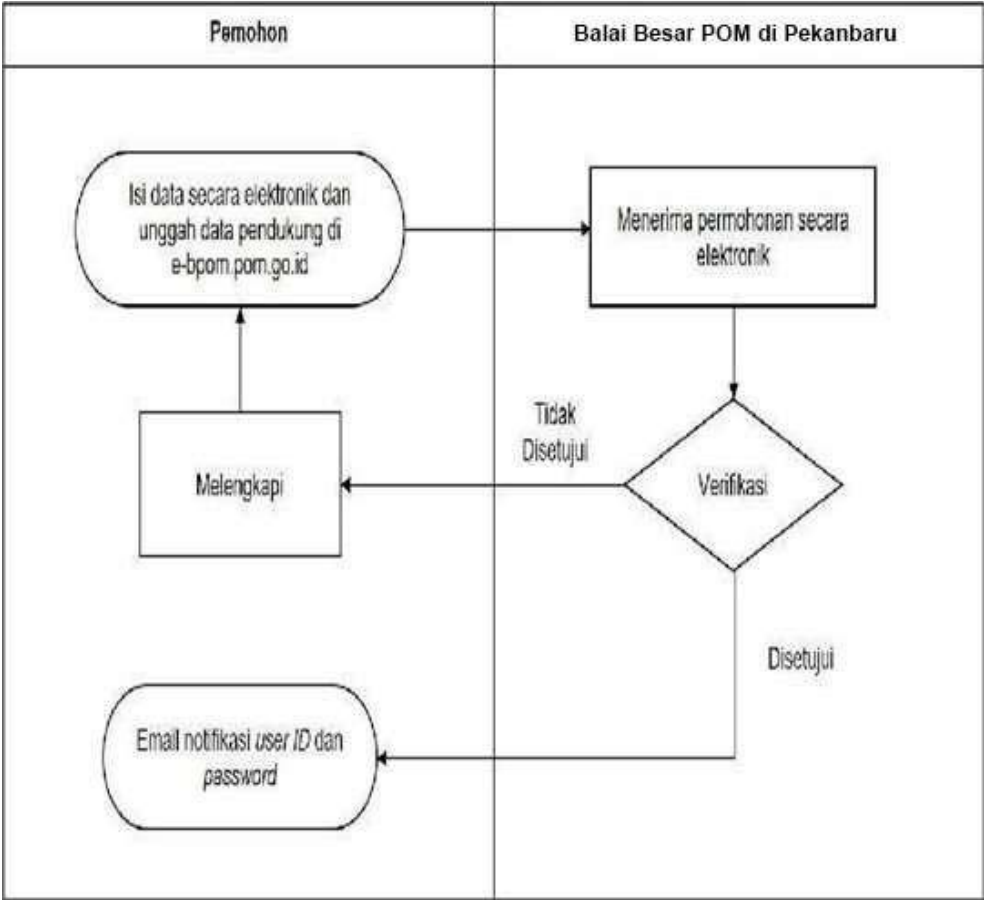 Pemohon
Balai Besar POM di Pekanbaru
Isi data secara elektronik dan
unggah data pendukung di
e-bpom.pom.go.id
Menerima permohonan secara
elektronik
Tidak
Disetujui
Melengkapi
Verifikasi
Disetujui
Email notifikasi user ID dan
password